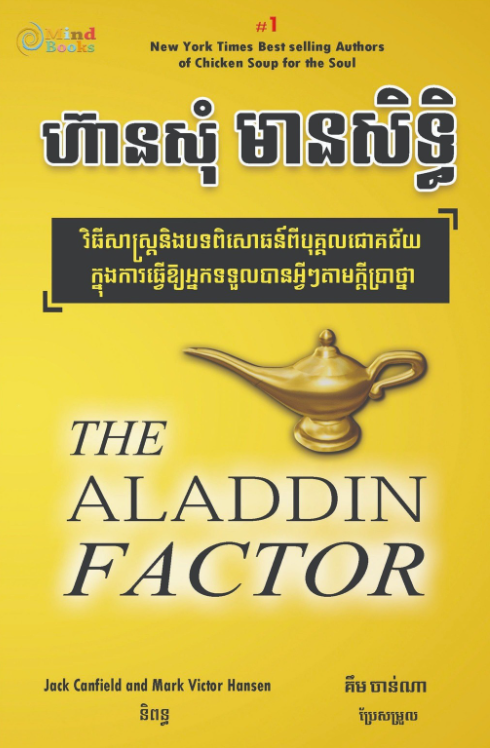 Mind
Books
#1
New York Times Best selling Authors
of Chicken Soup for the Soul
ហ៊ានសុំ មានសិទ្ធិ
វិធីសាស្ត្រនិងបទពិសោធន៍ពីបុគ្គលជោគជ័យ
ក្នុងការធ្វើឱ្យអ្នកទទួលបានអ្វីៗតាមក្ដីប្រាថ្នា
THE
ALADDIN
FACTOR
Jack Canfield and Mark Victor Hansen
និពន្ធ
គឹម ចាន់ណា
ប្រែសម្រួល